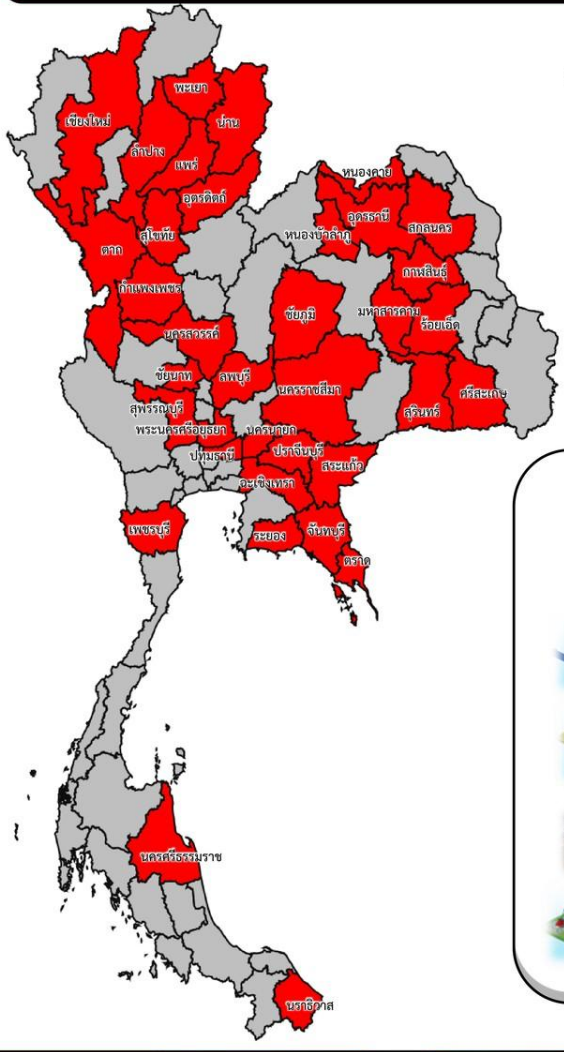 พะเยา
เชียงใหม่
น่าน
ลำปาง
แพร่
หนองคาย
อุตรดิตถ์
อุดรธานี
สกลนคร
สุโขทัย
หนองบัวลำภู
ตาก
กาฬสินธุ์
กำแพงเพชร
มหาสารคาม
ชัยภูมิ
ร้อยเอ็ด
นครสวรรค์
ชัยนาท
ลพบุรี
นครราชสีมา
ศรีสะเกษ
สุรินทร์
สุพรรณบุรี
พระนครศรีอยุธยา
นครนายก
ปราจีนบุรี
ปทุมธานี
สระแก้ว
ฉะเชิงเทรา
เพชรบุรี
ระยอง
จันทบุรี
ตราด
นครศรีธรรมราช
นราธิวาส